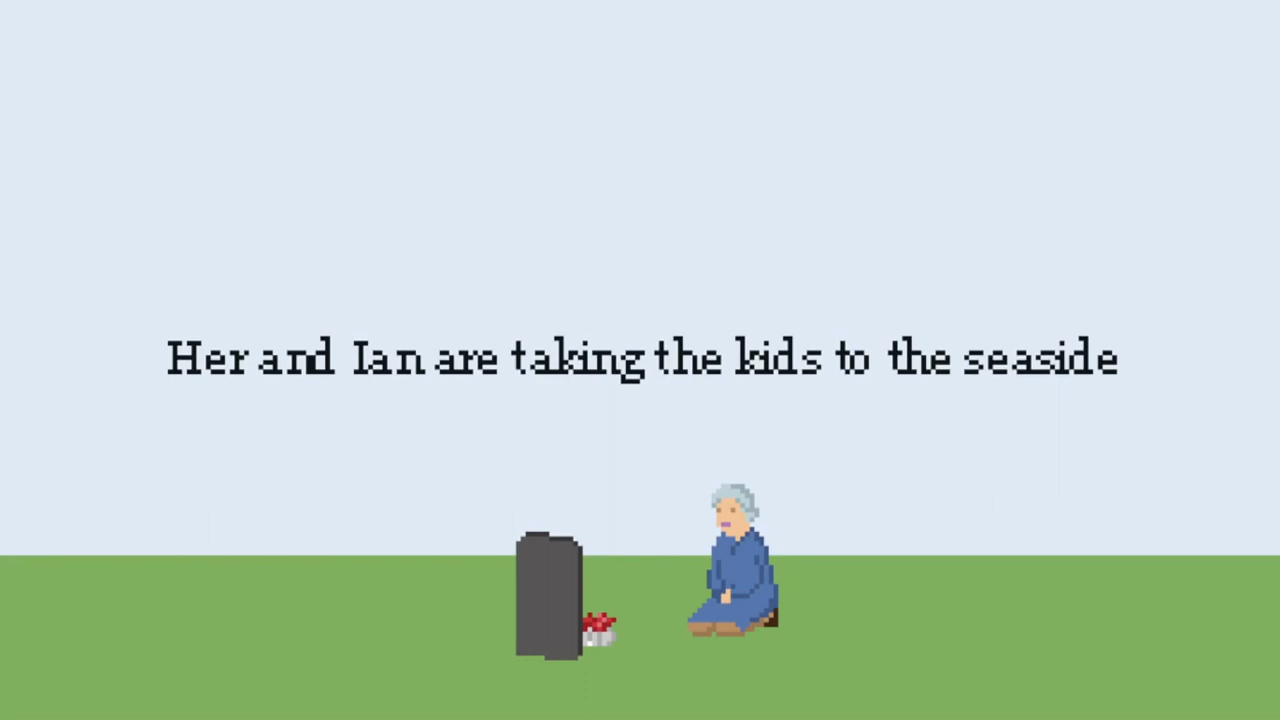 Her and Ian are taking the kids to the seaside